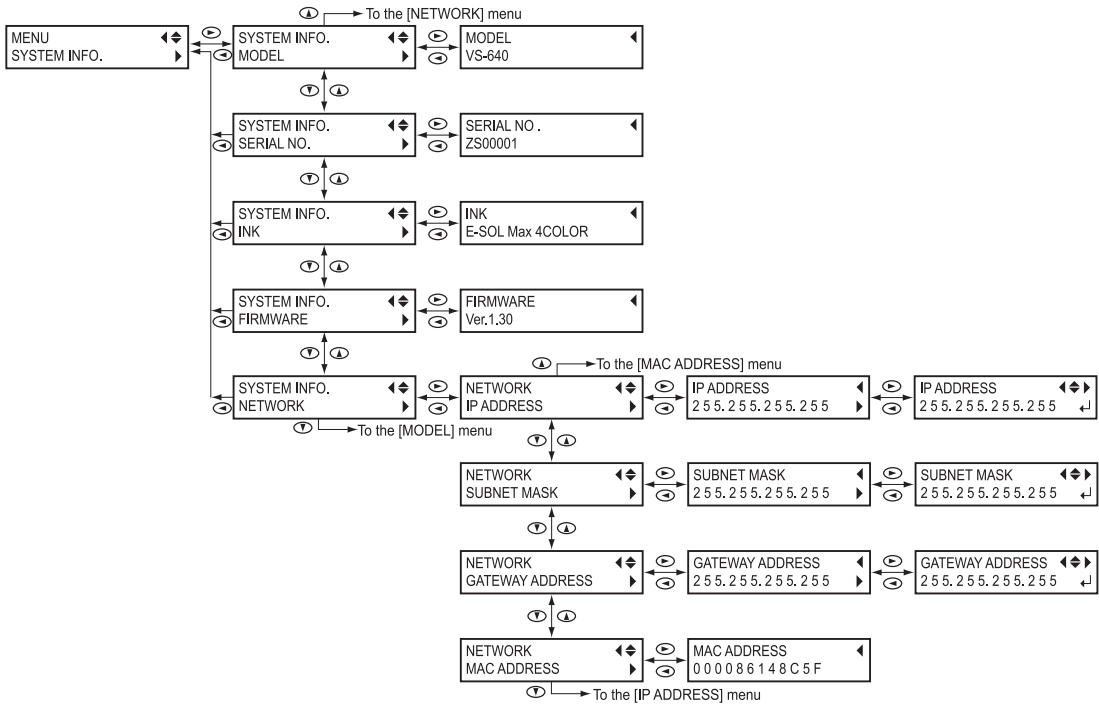 To the [NETWORK] menu
MENU
SYSTEM INFO.
SYSTEM INFO.
MODEL
MODEL
VS-640
SYSTEM INFO.
SERIAL NO.
SERIAL NO .
ZS00001
SYSTEM INFO.
INK
INK
E-SOL Max 4COLOR
SYSTEM INFO.
FIRMWARE
FIRMWARE
Ver.1.30
To the [MAC ADDRESS] menu
SYSTEM INFO.
NETWORK
NETWORK
IP ADDRESS
IP ADDRESS
255.255.255.255
IP ADDRESS
255.255.255.255
To the [MODEL] menu
NETWORK
SUBNET MASK
SUBNET MASK
255.255.255.255
SUBNET MASK
255.255.255.255
NETWORK
GATEWAY ADDRESS
GATEWAY ADDRESS
255.255.255.255
GATEWAY ADDRESS
255.255.255.255
NETWORK
MAC ADDRESS
MAC ADDRESS
000086148C5F
To the [IP ADDRESS] menu